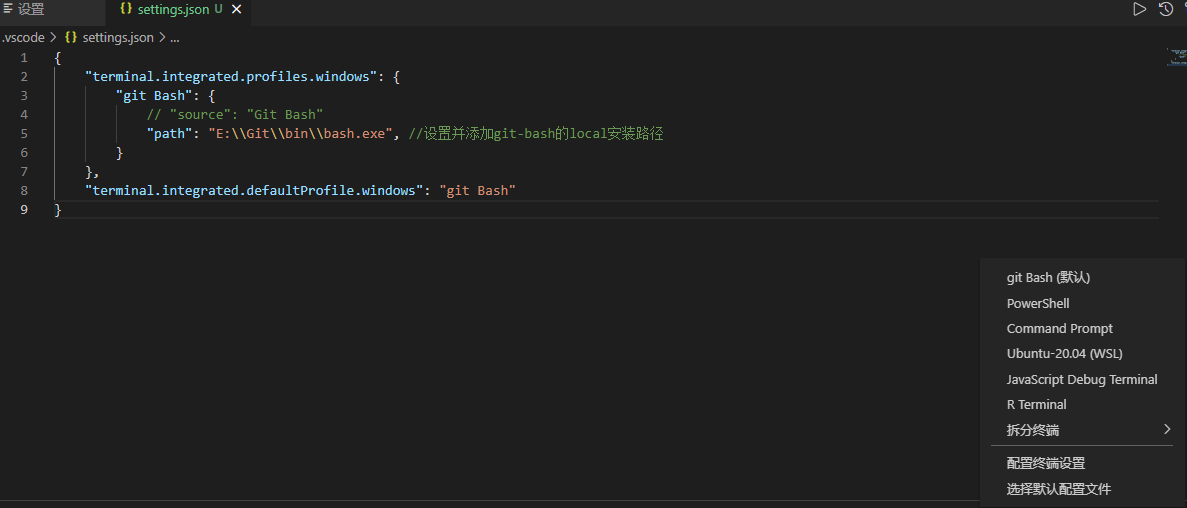 设置
{} settings.json U ×
.vscode > {} settings.json > ...
1 {
2 "terminal.integrated.profiles.windows": {
3 "git Bash": {
4 // "source": "Git Bash"
5 "path": "E:\\Git\\bin\\bash.exe", //设置并添加git-bash的local安装路径
6 }
7 },
8 "terminal.integrated.defaultProfile.windows": "git Bash"
9 }
git Bash (默认)
PowerShell
Command Prompt
Ubuntu-20.04 (WSL)
JavaScript Debug Terminal
R Terminal
拆分终端
配置终端设置
选择默认配置文件